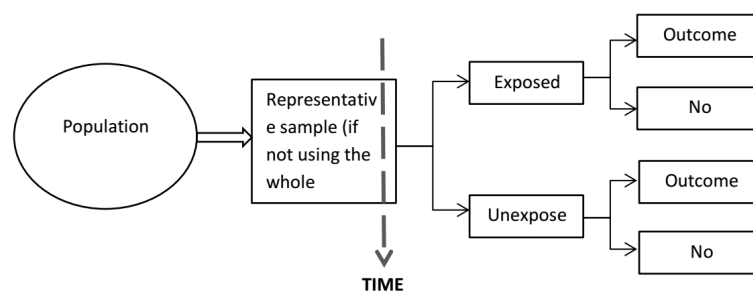 Population
Representativ
e sample (if
not using the
whole
TIME
Exposed
Unexpose
Outcome
No
Outcome
No